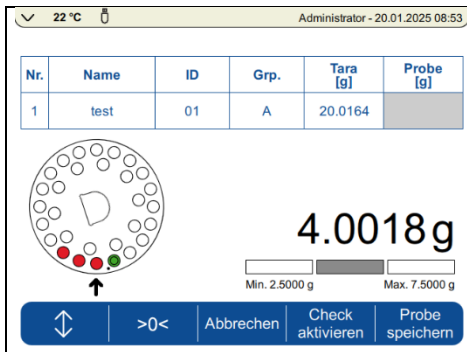 22 °C Administrator - 20.01.2025 08:53
Nr. Name ID Grp. Tara [g] Probe [g]
1 test 01 A 20.0164
4.0018 g
Min. 2.5000 g Max. 7.5000 g
>0< Abbrechen Check aktivieren Probe speichern